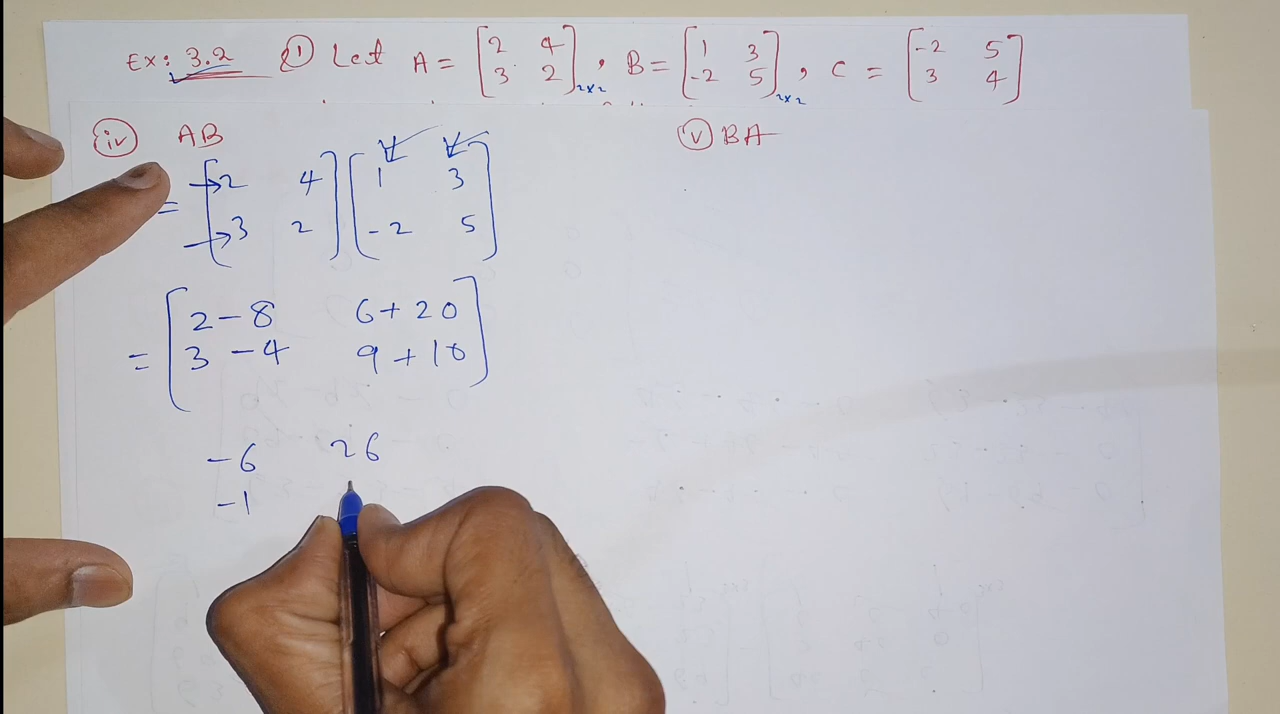 Ex: 3.2 ① Let A = [2 4 3 2]2×2, B = [1 3 -2 5]2×2, C = [-2 5 3 4]
iv AB
= [2 4 3 2] [1 3 -2 5]
= [2 - 8 6 + 20 3 - 4 9 + 10]
-6 26
-1
v BA